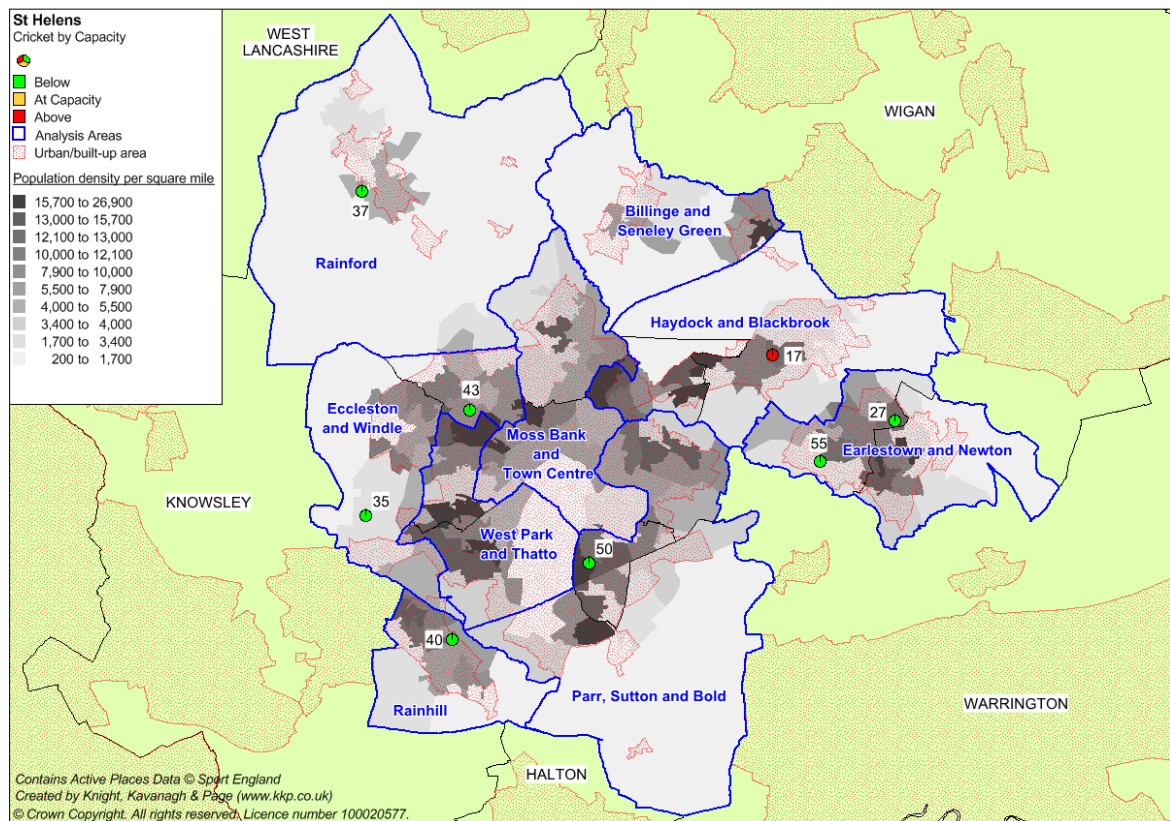 St Helens
Cricket by Capacity
Below
At Capacity
Above
Analysis Areas
Urban/built-up area
Population density per square mile
15,700 to 26,900
13,000 to 15,700
12,100 to 13,000
10,000 to 12,100
7,900 to 10,000
5,500 to 7,900
4,000 to 5,500
3,400 to 4,000
1,700 to 3,400
200 to 1,700
WEST
LANCASHIRE
WIGAN
37
Rainford
Billinge and
Seneley Green
Haydock and Blackbrook
17
43
Eccleston
and Windle
Moss Bank
and
Town Centre
27
55
Earlestown and Newton
KNOWSLEY
35
West Park
and Thatto
50
40
Rainhill
Parr, Sutton and Bold
WARRINGTON
HALTON
Contains Active Places Data © Sport England
Created by Knight, Kavanagh & Page (www.kkp.co.uk)
© Crown Copyright. All rights reserved. Licence number 100020577.